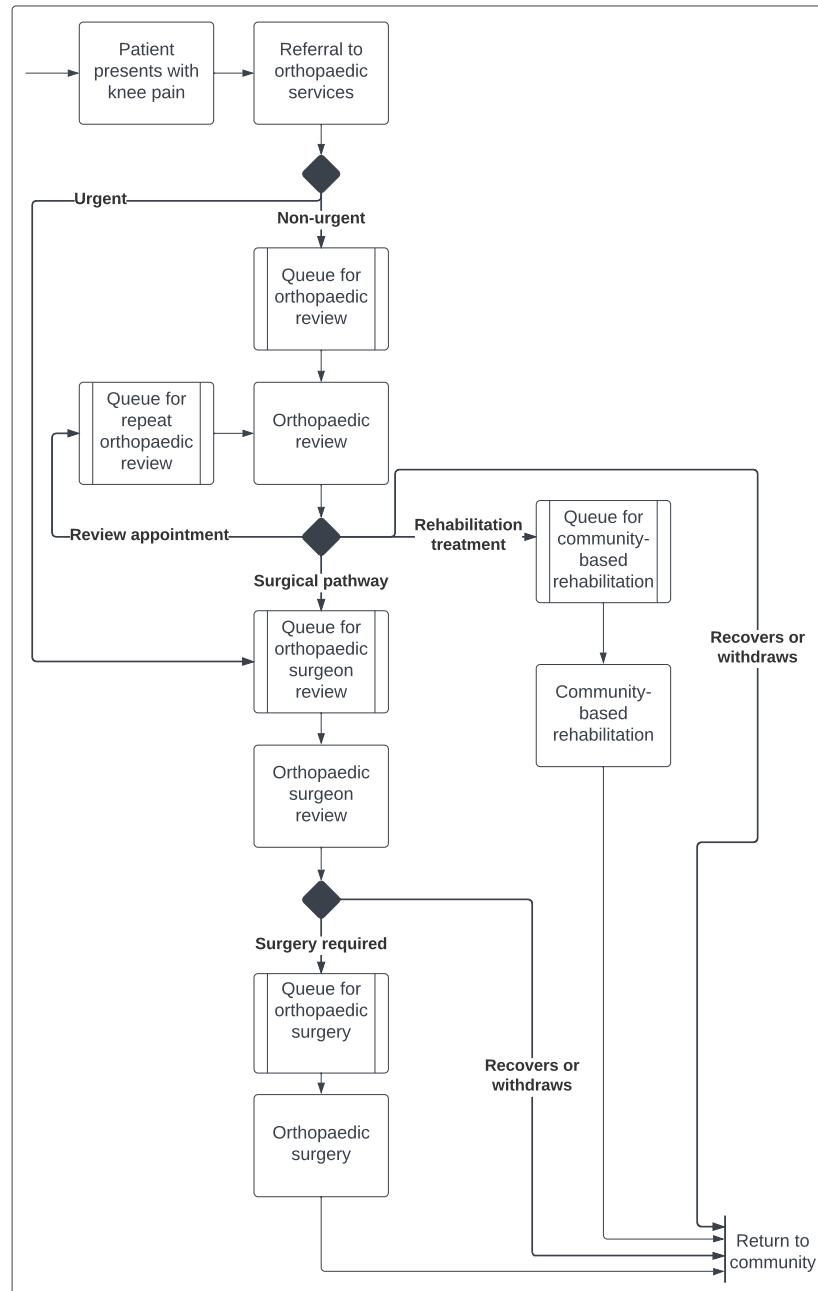 Patient
presents with
knee pain
Referral to
orthopaedic
services
Urgent
Non-urgent
Queue for
orthopaedic
review
Queue for
repeat
orthopaedic
review
Orthopaedic
review
Review appointment
Rehabilitation
treatment
Queue for
community-
based
rehabilitation
Surgical pathway
Queue for
orthopaedic
surgeon
review
Recovers or
withdraws
Community-
based
rehabilitation
Orthopaedic
surgeon
review
Surgery required
Queue for
orthopaedic
surgery
Recovers or
withdraws
Orthopaedic
surgery
Return to
community